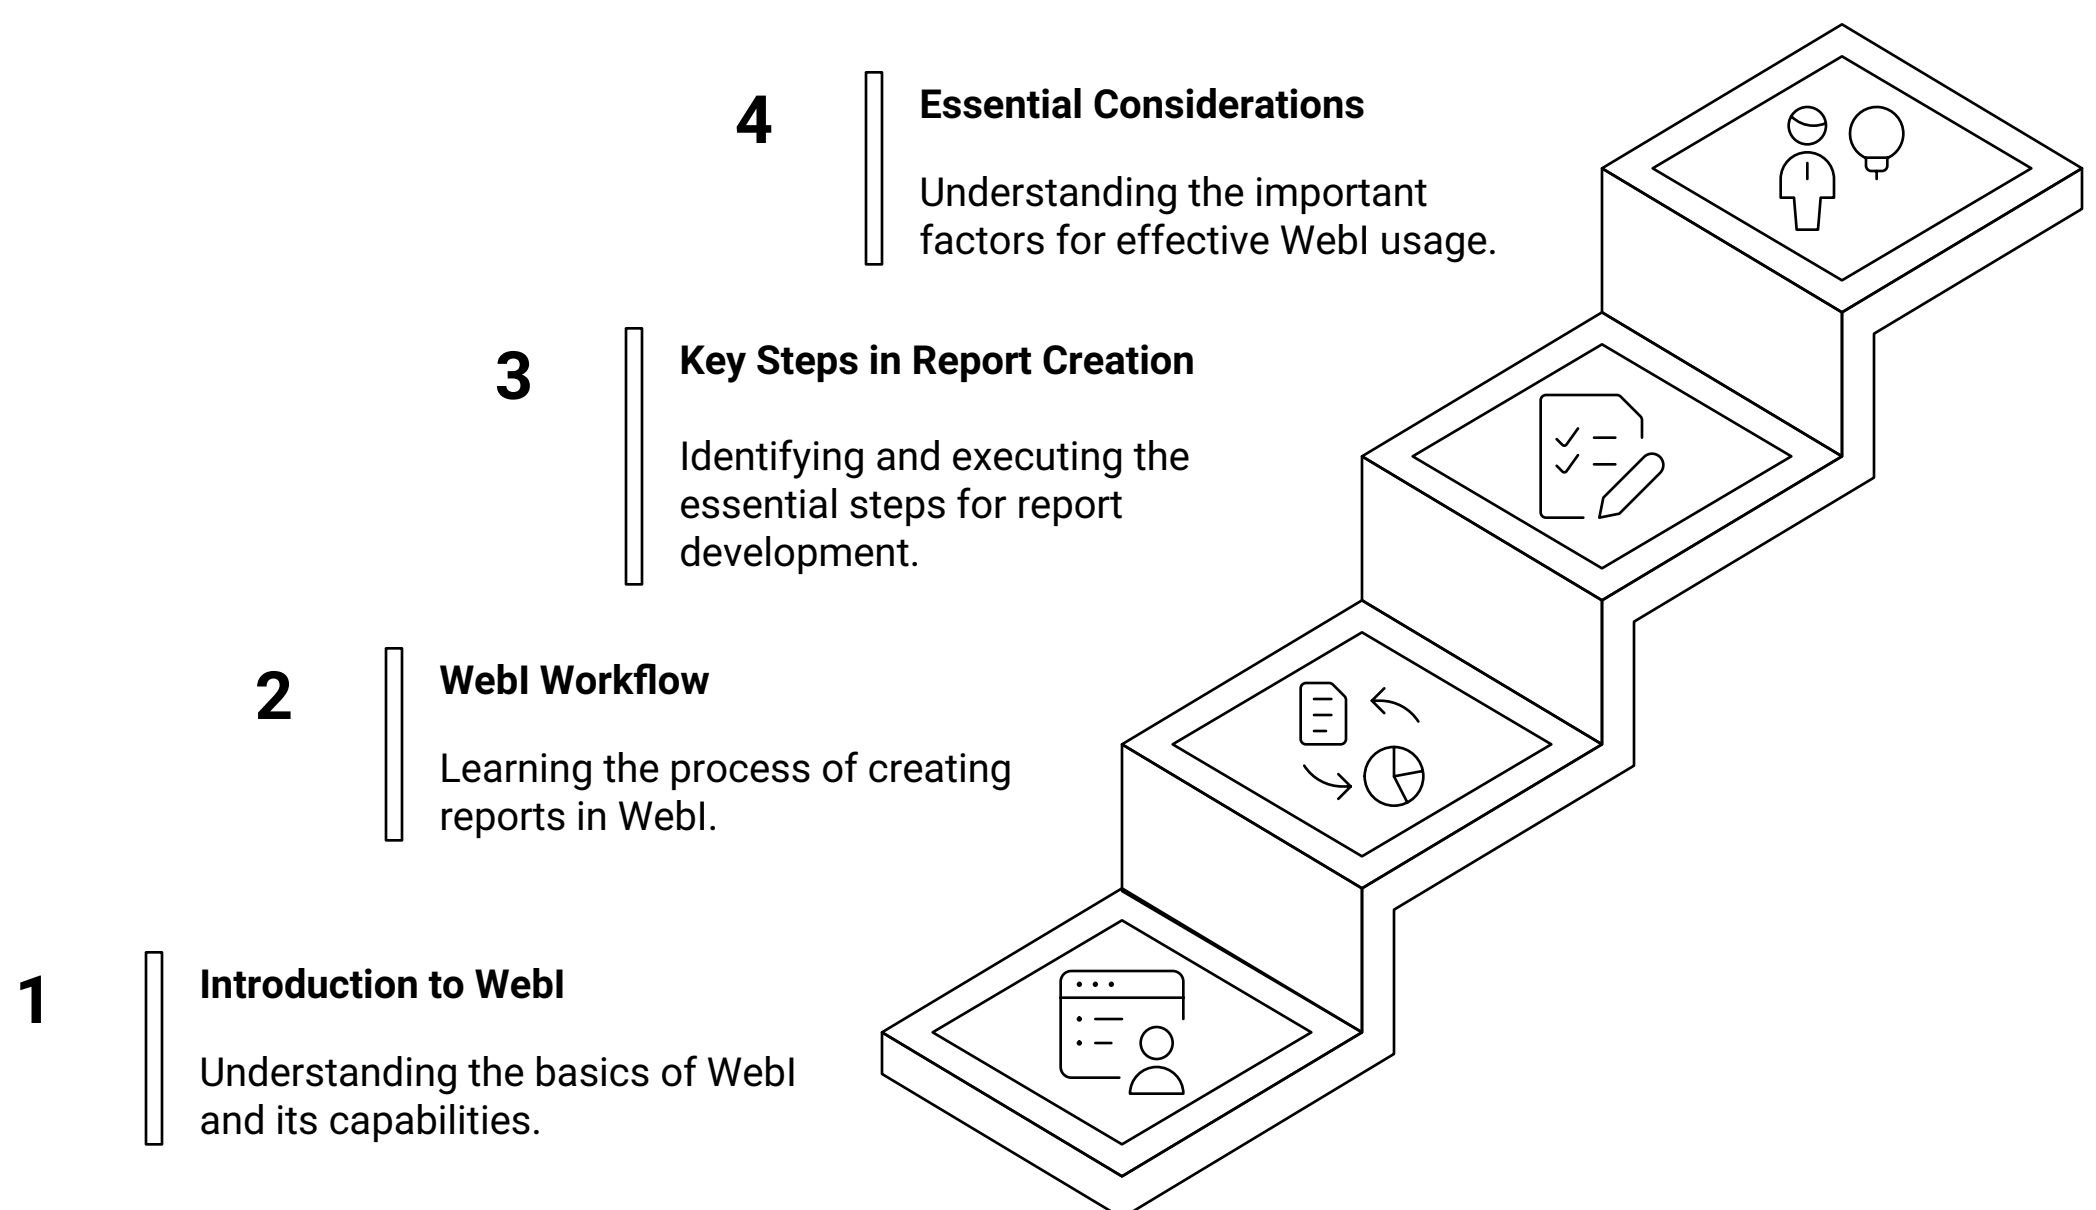 4
Essential Considerations
Understanding the important
factors for effective WebI usage.
3
Key Steps in Report Creation
Identifying and executing the
essential steps for report
development.
2
WebI Workflow
Learning the process of creating
reports in WebI.
1
Introduction to WebI
Understanding the basics of WebI
and its capabilities.